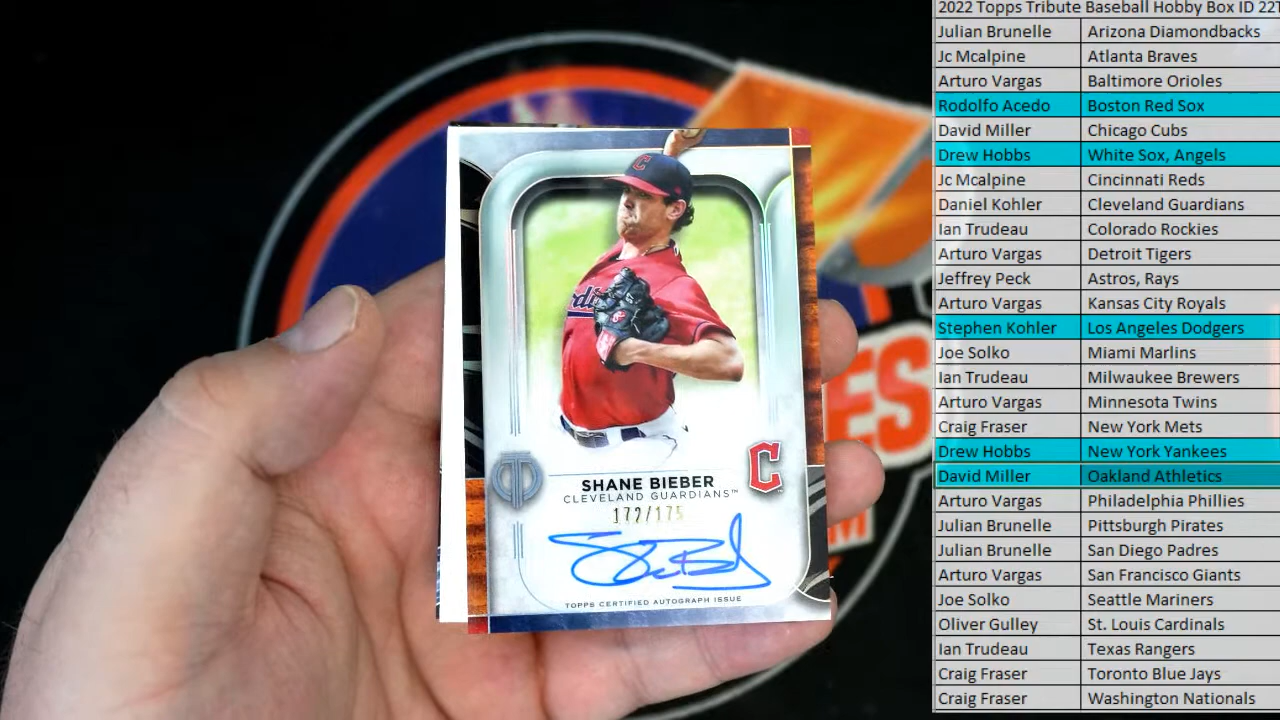 2022 Topps Tribute Baseball Hobby Box ID 22T
Julian Brunelle Arizona Diamondbacks
Jc Mcalpine Atlanta Braves
Arturo Vargas Baltimore Orioles
Rodolfo Acedo Boston Red Sox
David Miller Chicago Cubs
Drew Hobbs White Sox, Angels
Jc Mcalpine Cincinnati Reds
Daniel Kohler Cleveland Guardians
Ian Trudeau Colorado Rockies
Arturo Vargas Detroit Tigers
Jeffrey Peck Astros, Rays
Arturo Vargas Kansas City Royals
Stephen Kohler Los Angeles Dodgers
Joe Solko Miami Marlins
Ian Trudeau Milwaukee Brewers
Arturo Vargas Minnesota Twins
Craig Fraser New York Mets
Drew Hobbs New York Yankees
David Miller Oakland Athletics
Arturo Vargas Philadelphia Phillies
Julian Brunelle Pittsburgh Pirates
Julian Brunelle San Diego Padres
Arturo Vargas San Francisco Giants
Joe Solko Seattle Mariners
Oliver Gulley St. Louis Cardinals
Ian Trudeau Texas Rangers
Craig Fraser Toronto Blue Jays
Craig Fraser Washington Nationals
C
C
SHANE BIEBER
CLEVELAND GUARDIANS™
172/175
TOPPS CERTIFIED AUTOGRAPH ISSUE
ES
M